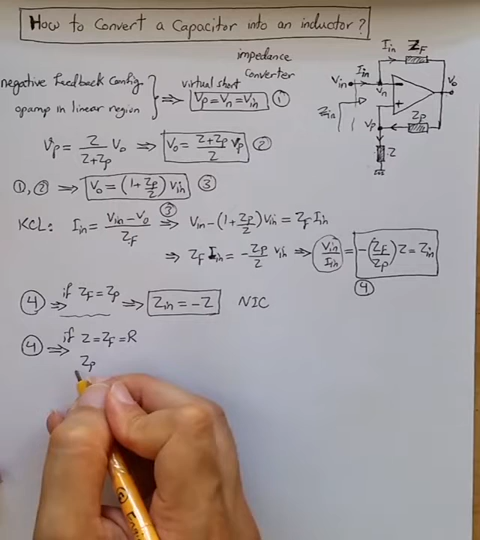 How to Convert a Capacitor into an inductor?
impedance
converter
negative feedback config.
opamp in linear region
virtual short
⇒ Vp=Vn=Vin ①
Iin ZF
Iin
Vin
Vn
Vo
Zin
Vp
Zp
Z
Vp = Z/(Z+Zp) Vo ⇒ Vo = (Z+Zp)/Z Vp ②
①,② ⇒ Vo=(1+Zp/Z) Vin ③
KCL: Iin = (Vin-Vo)/ZF ③⇒ Vin-(1+Zp/Z)Vin = ZF Iin
⇒ ZF Iin = -Zp/Z Vin ⇒ Vin/Iin = -(ZF/Zp)Z = Zin
④
④ ⇒ if ZF=Zp ⇒ Zin = -Z NIC
④ ⇒ if Z=ZF=R
Zp